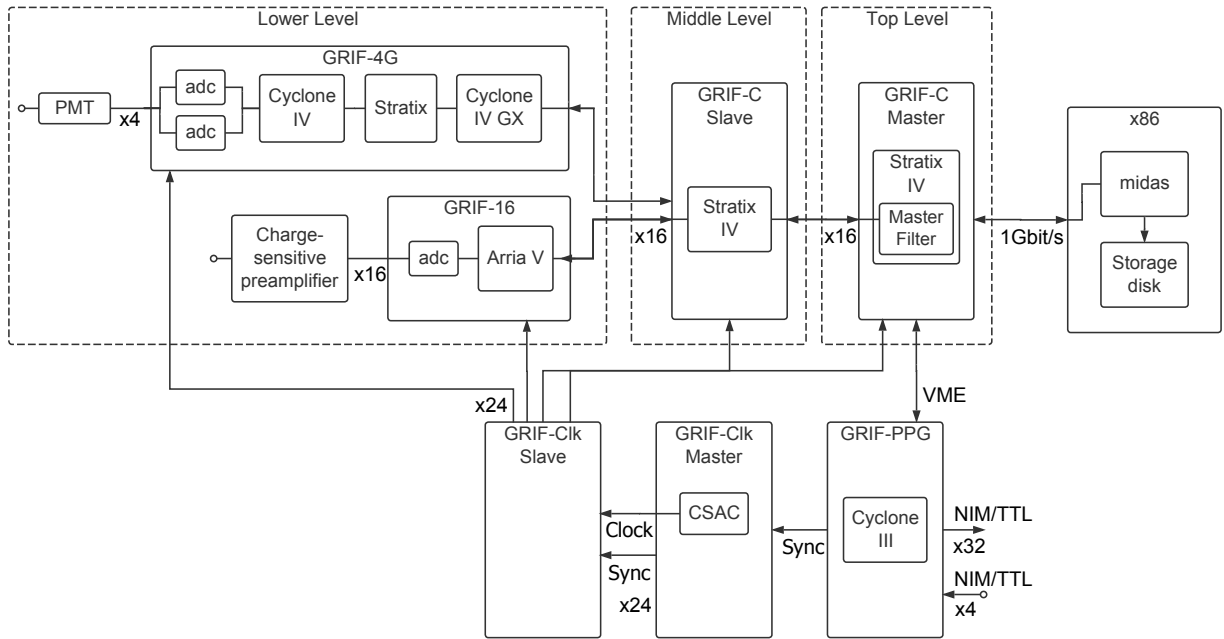 Lower Level
Middle Level
Top Level
GRIF-4G
PMT
x4
adc
adc
Cyclone
IV
Stratix
Cyclone
IV GX
GRIF-16
Charge-
sensitive
preamplifier
x16
adc
Arria V
GRIF-C
Slave
Stratix
IV
x16
GRIF-C
Master
Stratix
IV
Master
Filter
x16
1Gbit/s
x86
midas
Storage
disk
x24
VME
GRIF-Clk
Slave
GRIF-Clk
Master
CSAC
Clock
Sync
x24
GRIF-PPG
Cyclone
III
Sync
NIM/TTL
x32
NIM/TTL
x4